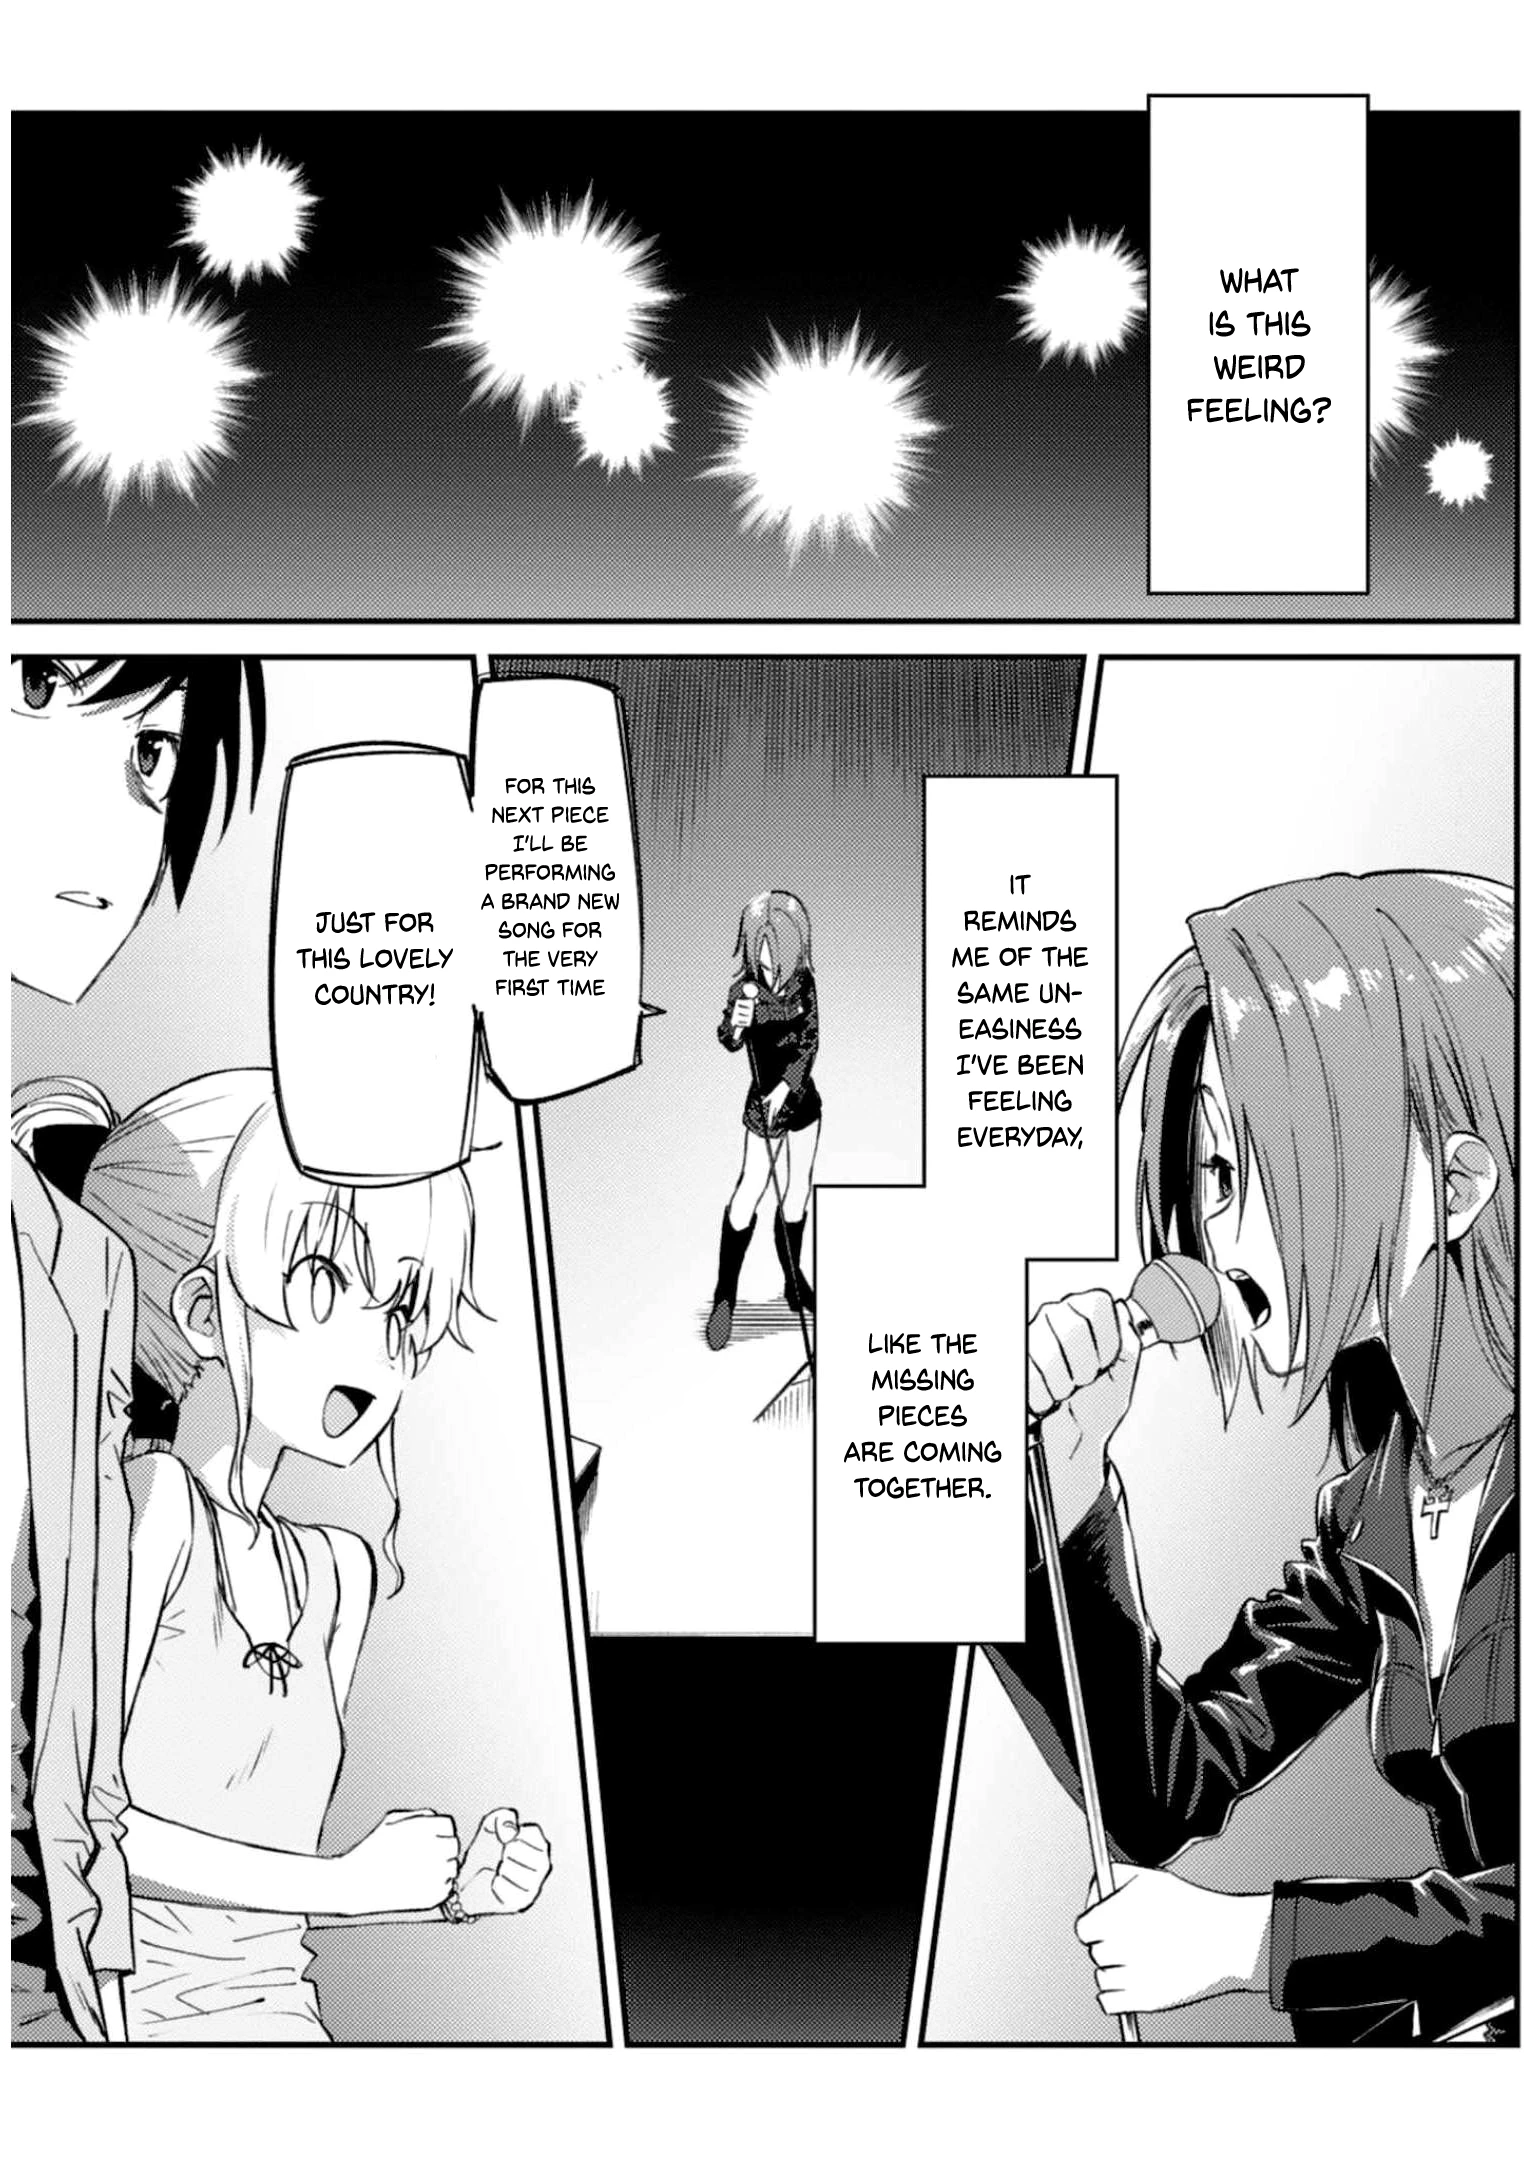 WHAT
IS THIS
WEIRD
FEELING?
IT
REMINDS
ME OF THE
SAME UN-
EASINESS
I'VE BEEN
FEELING
EVERYDAY,
LIKE THE
MISSING
PIECES
ARE COMING
TOGETHER.
FOR THIS
NEXT PIECE
I'LL BE
PERFORMING
A BRAND NEW
SONG FOR
THE VERY
FIRST TIME
JUST FOR
THIS LOVELY
COUNTRY!